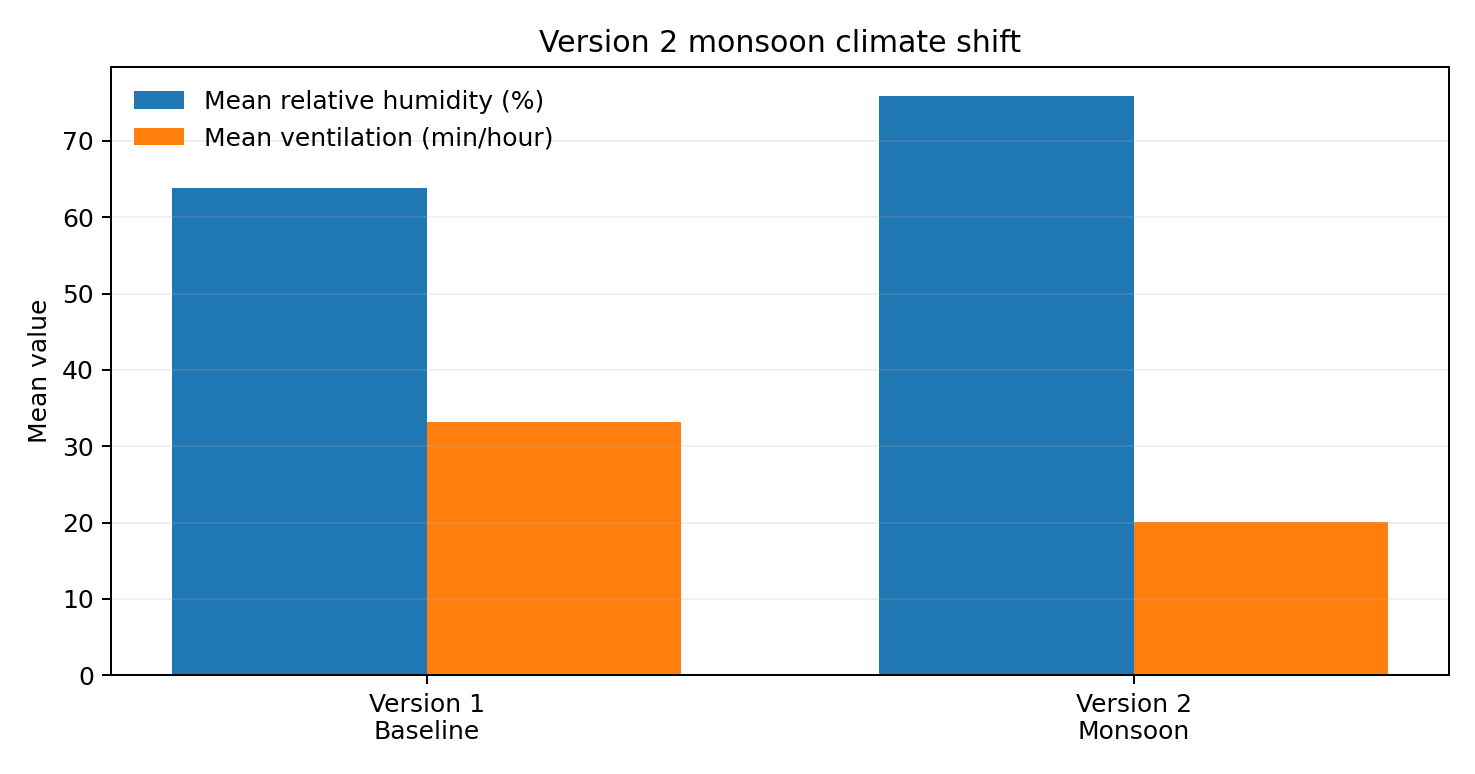 Version 2 monsoon climate shift
Mean relative humidity (%)
Mean ventilation (min/hour)
Mean value
70
60
50
40
30
20
10
0
Version 1
Baseline
Version 2
Monsoon